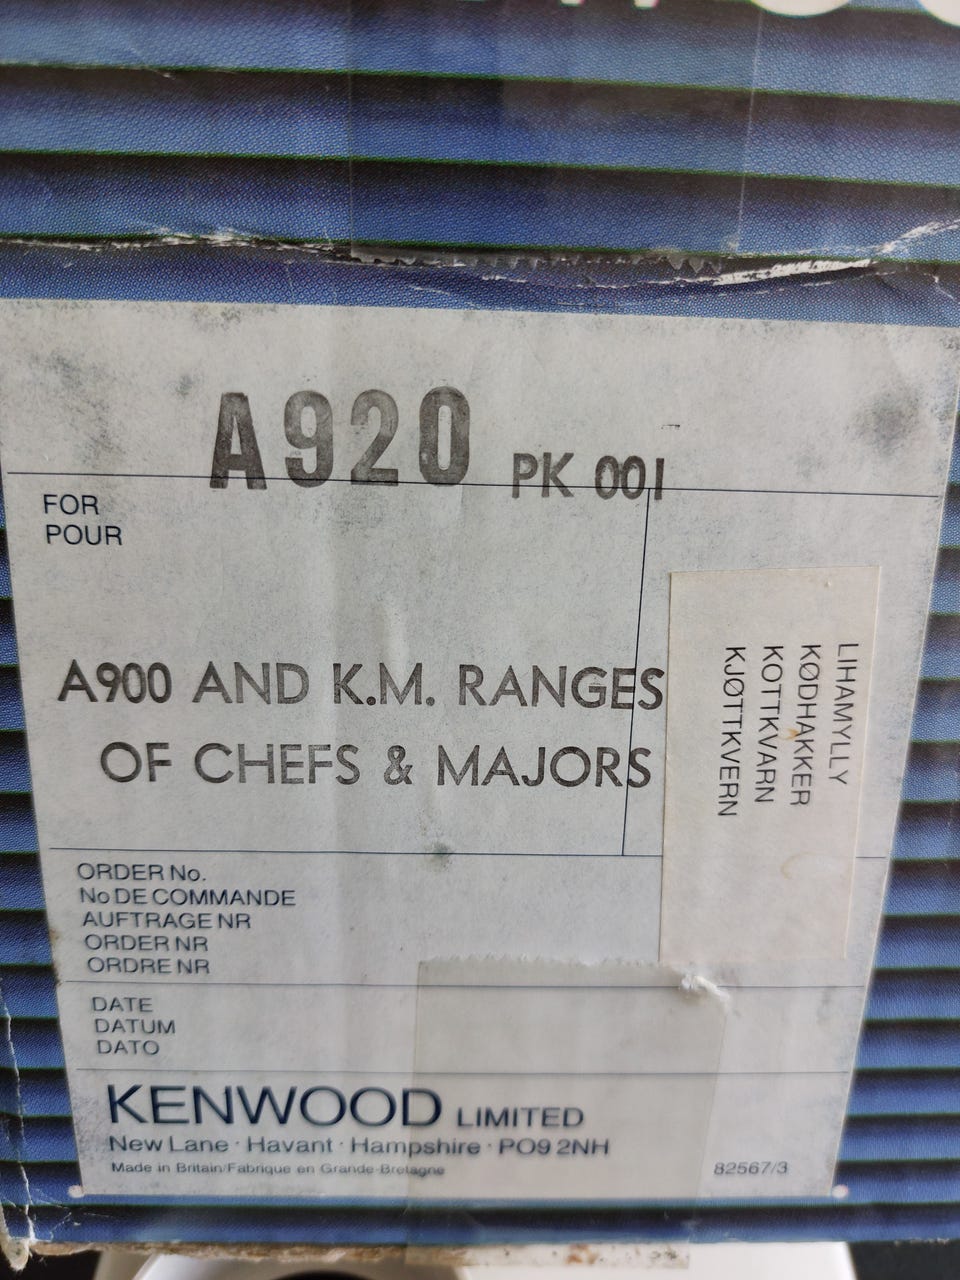 A920 PK 001
FOR
POUR
A900 AND K.M. RANGES
OF CHEFS & MAJORS
LIHAMYLLY
KØDHAKKER
KOTTKVARN
KJØTTKVERN
ORDER No.
No DE COMMANDE
AUFTRAGE NR
ORDER NR
ORDRE NR
DATE
DATUM
DATO
KENWOOD LIMITED
New Lane · Havant · Hampshire · PO9 2NH
Made in Britain/Fabrique en Grande-Bretagne
82567/3